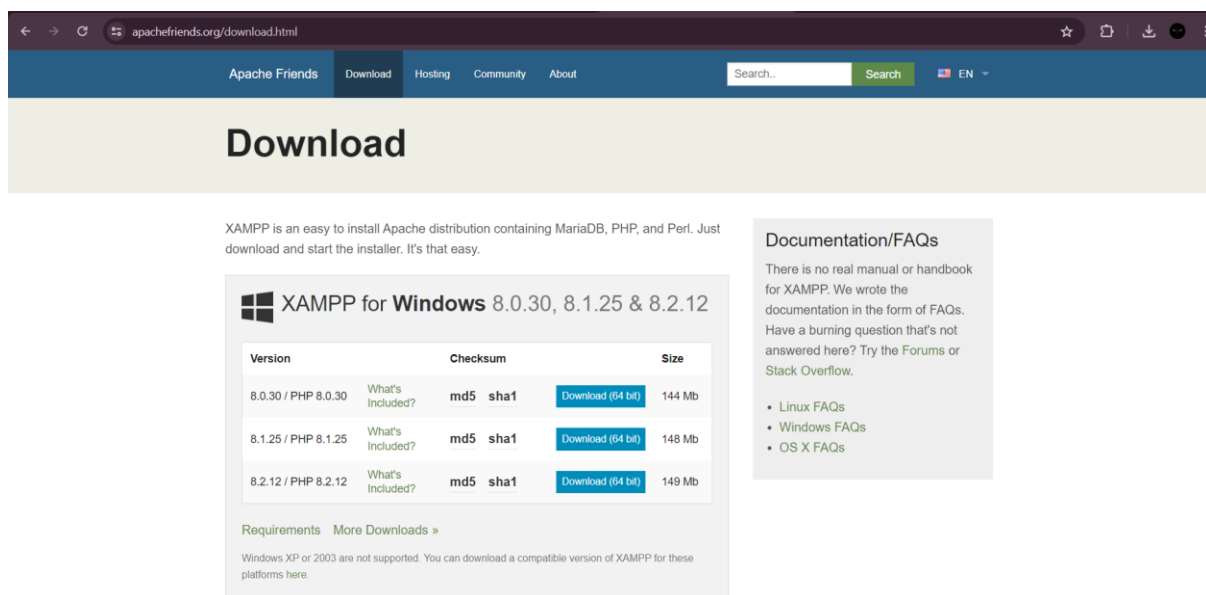 apachefriends.org/download.html
Apache Friends Download Hosting Community About Search.. Search EN
Download
XAMPP is an easy to install Apache distribution containing MariaDB, PHP, and Perl. Just
download and start the installer. It's that easy.
XAMPP for Windows 8.0.30, 8.1.25 & 8.2.12
Version Checksum Size
8.0.30 / PHP 8.0.30 What's Included? md5 sha1 Download (64 bit) 144 Mb
8.1.25 / PHP 8.1.25 What's Included? md5 sha1 Download (64 bit) 148 Mb
8.2.12 / PHP 8.2.12 What's Included? md5 sha1 Download (64 bit) 149 Mb
Requirements More Downloads »
Windows XP or 2003 are not supported. You can download a compatible version of XAMPP for these
platforms here.
Documentation/FAQs
There is no real manual or handbook
for XAMPP. We wrote the
documentation in the form of FAQs.
Have a burning question that's not
answered here? Try the Forums or
Stack Overflow.
• Linux FAQs
• Windows FAQs
• OS X FAQs